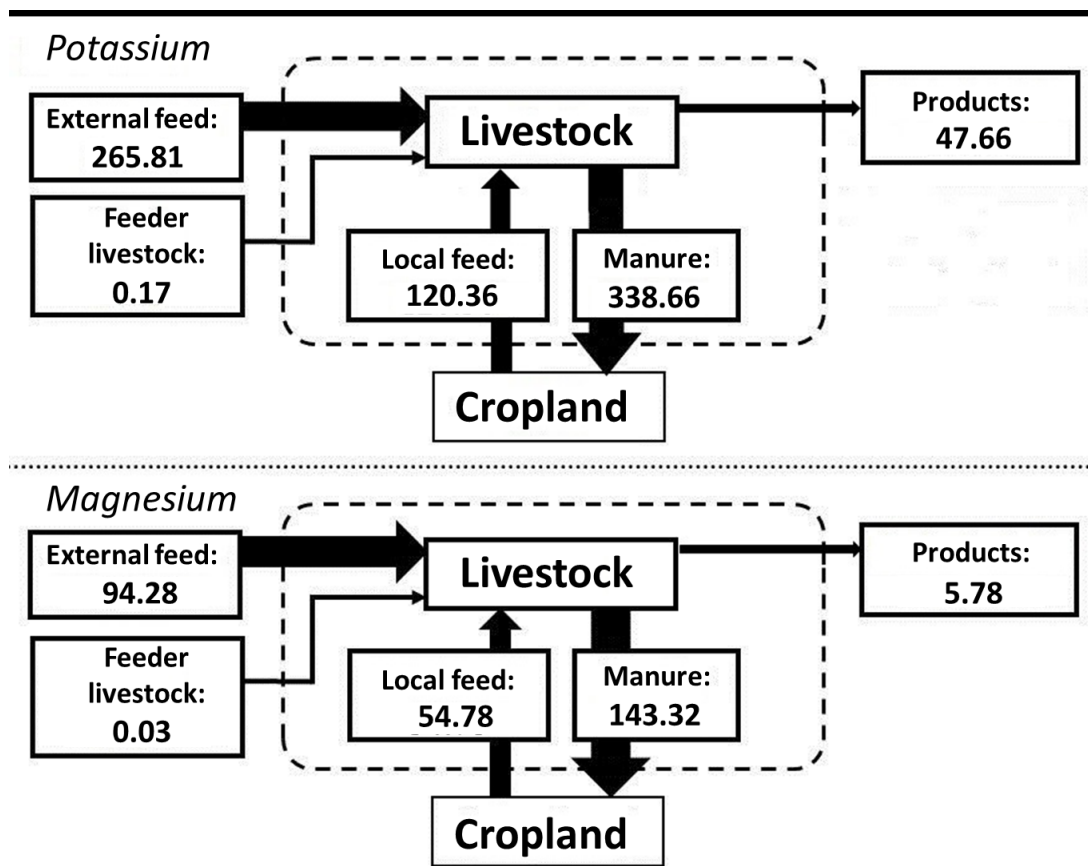 Potassium
External feed:
265.81
Livestock
Products:
47.66
Feeder
livestock:
0.17
Local feed:
120.36
Manure:
338.66
Cropland
Magnesium
External feed:
94.28
Livestock
Products:
5.78
Feeder
livestock:
0.03
Local feed:
54.78
Manure:
143.32
Cropland